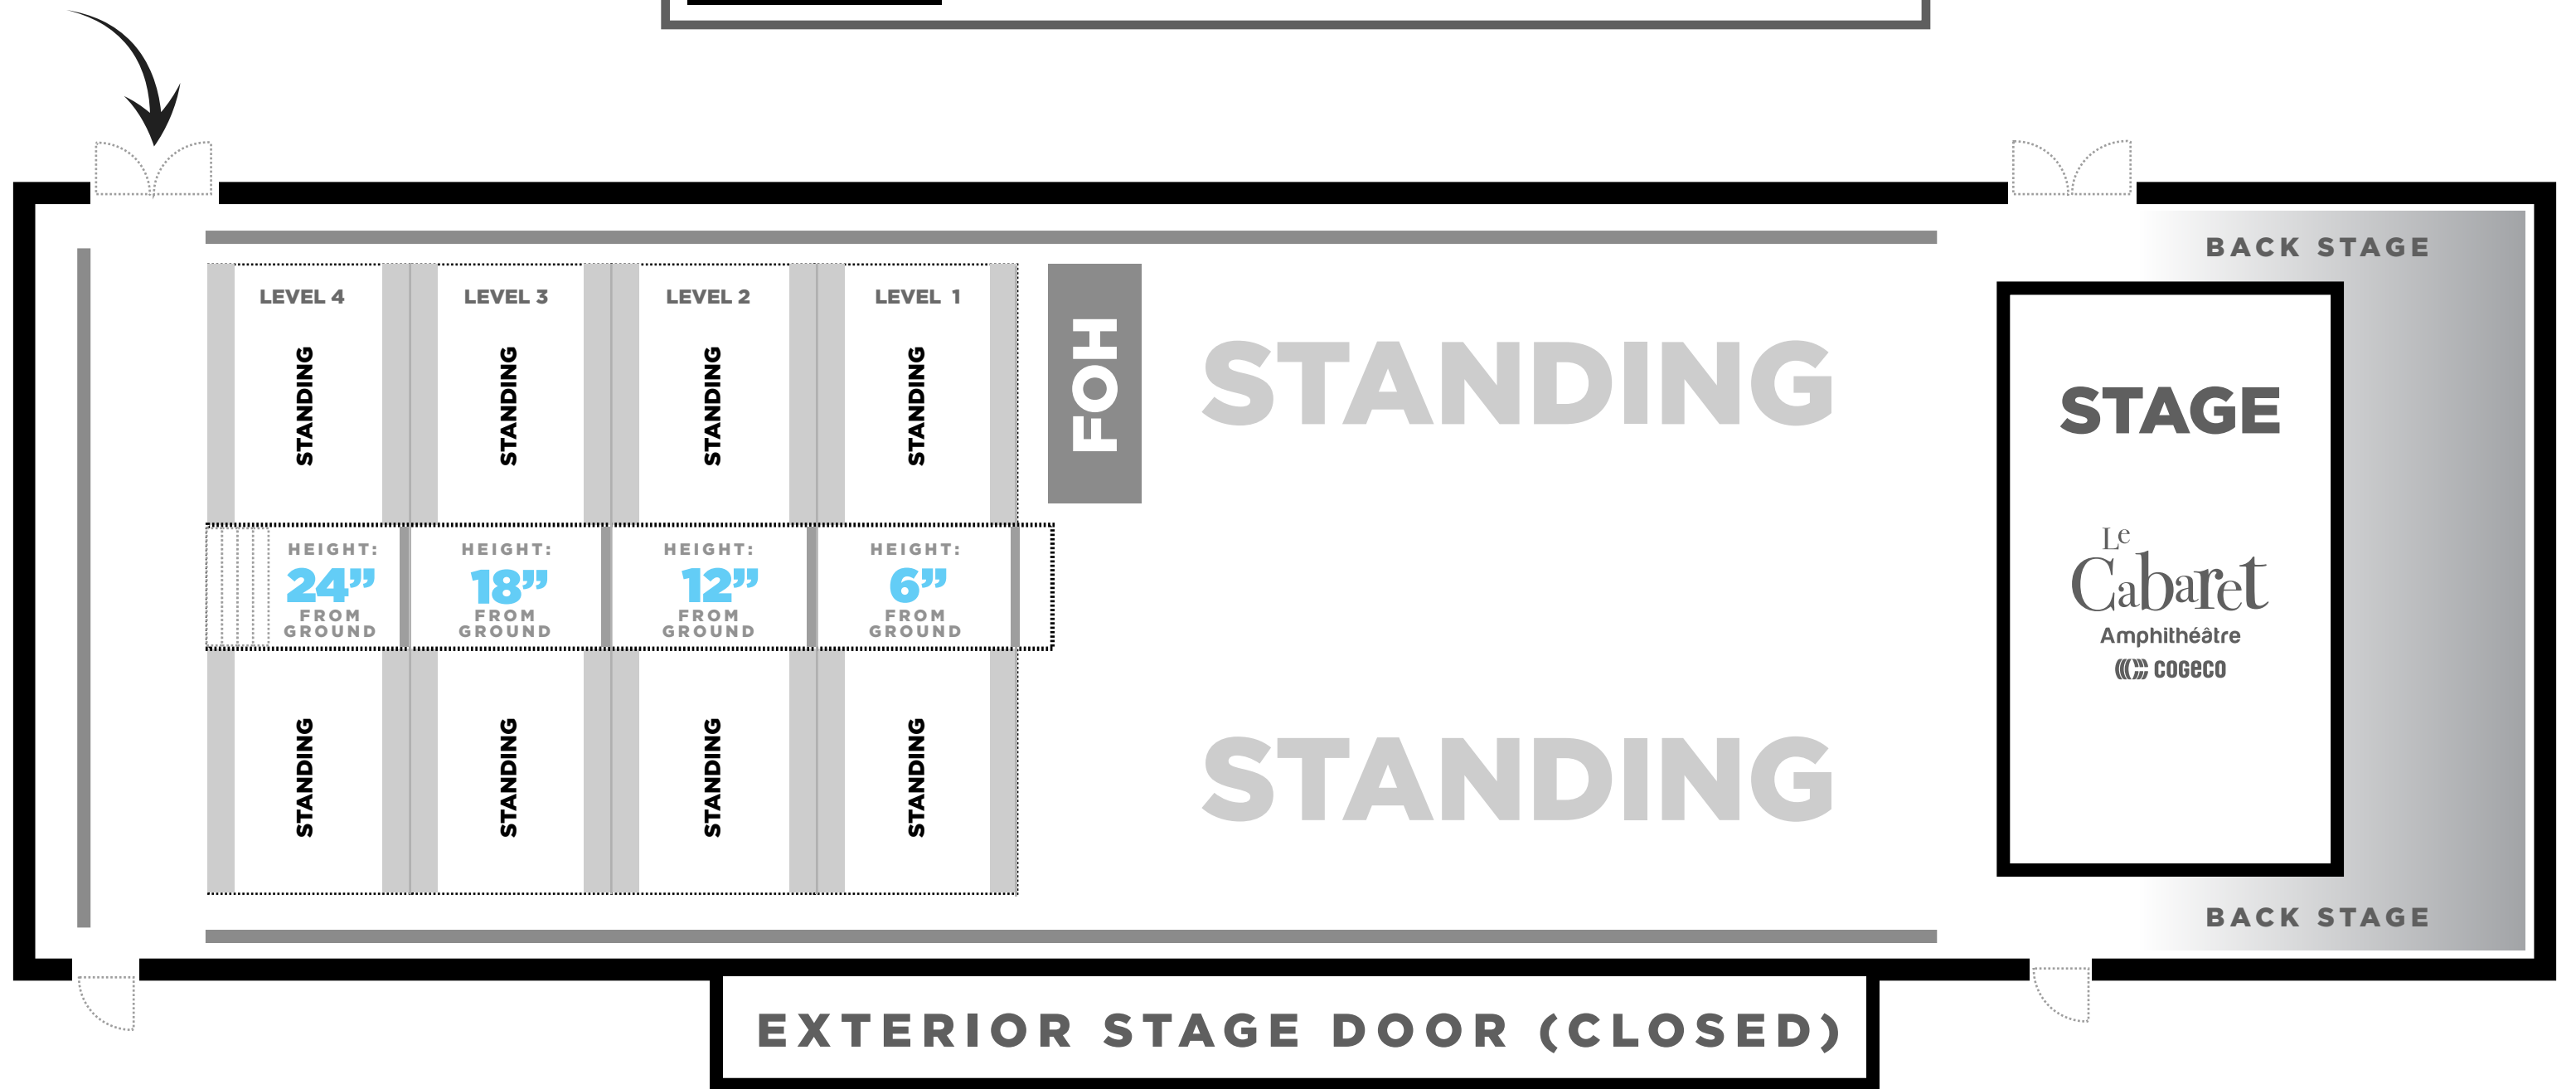 BACK STAGE
LEVEL 4
LEVEL 3
LEVEL 2
LEVEL 1
STANDING
STANDING
STANDING
STANDING
FOH
STANDING
STAGE
HEIGHT:
24”
FROM
GROUND
HEIGHT:
18”
FROM
GROUND
HEIGHT:
12”
FROM
GROUND
HEIGHT:
6”
FROM
GROUND
Le
Cabaret
Amphithéâtre
COGECO
STANDING
STANDING
STANDING
STANDING
STANDING
BACK STAGE
EXTERIOR STAGE DOOR (CLOSED)